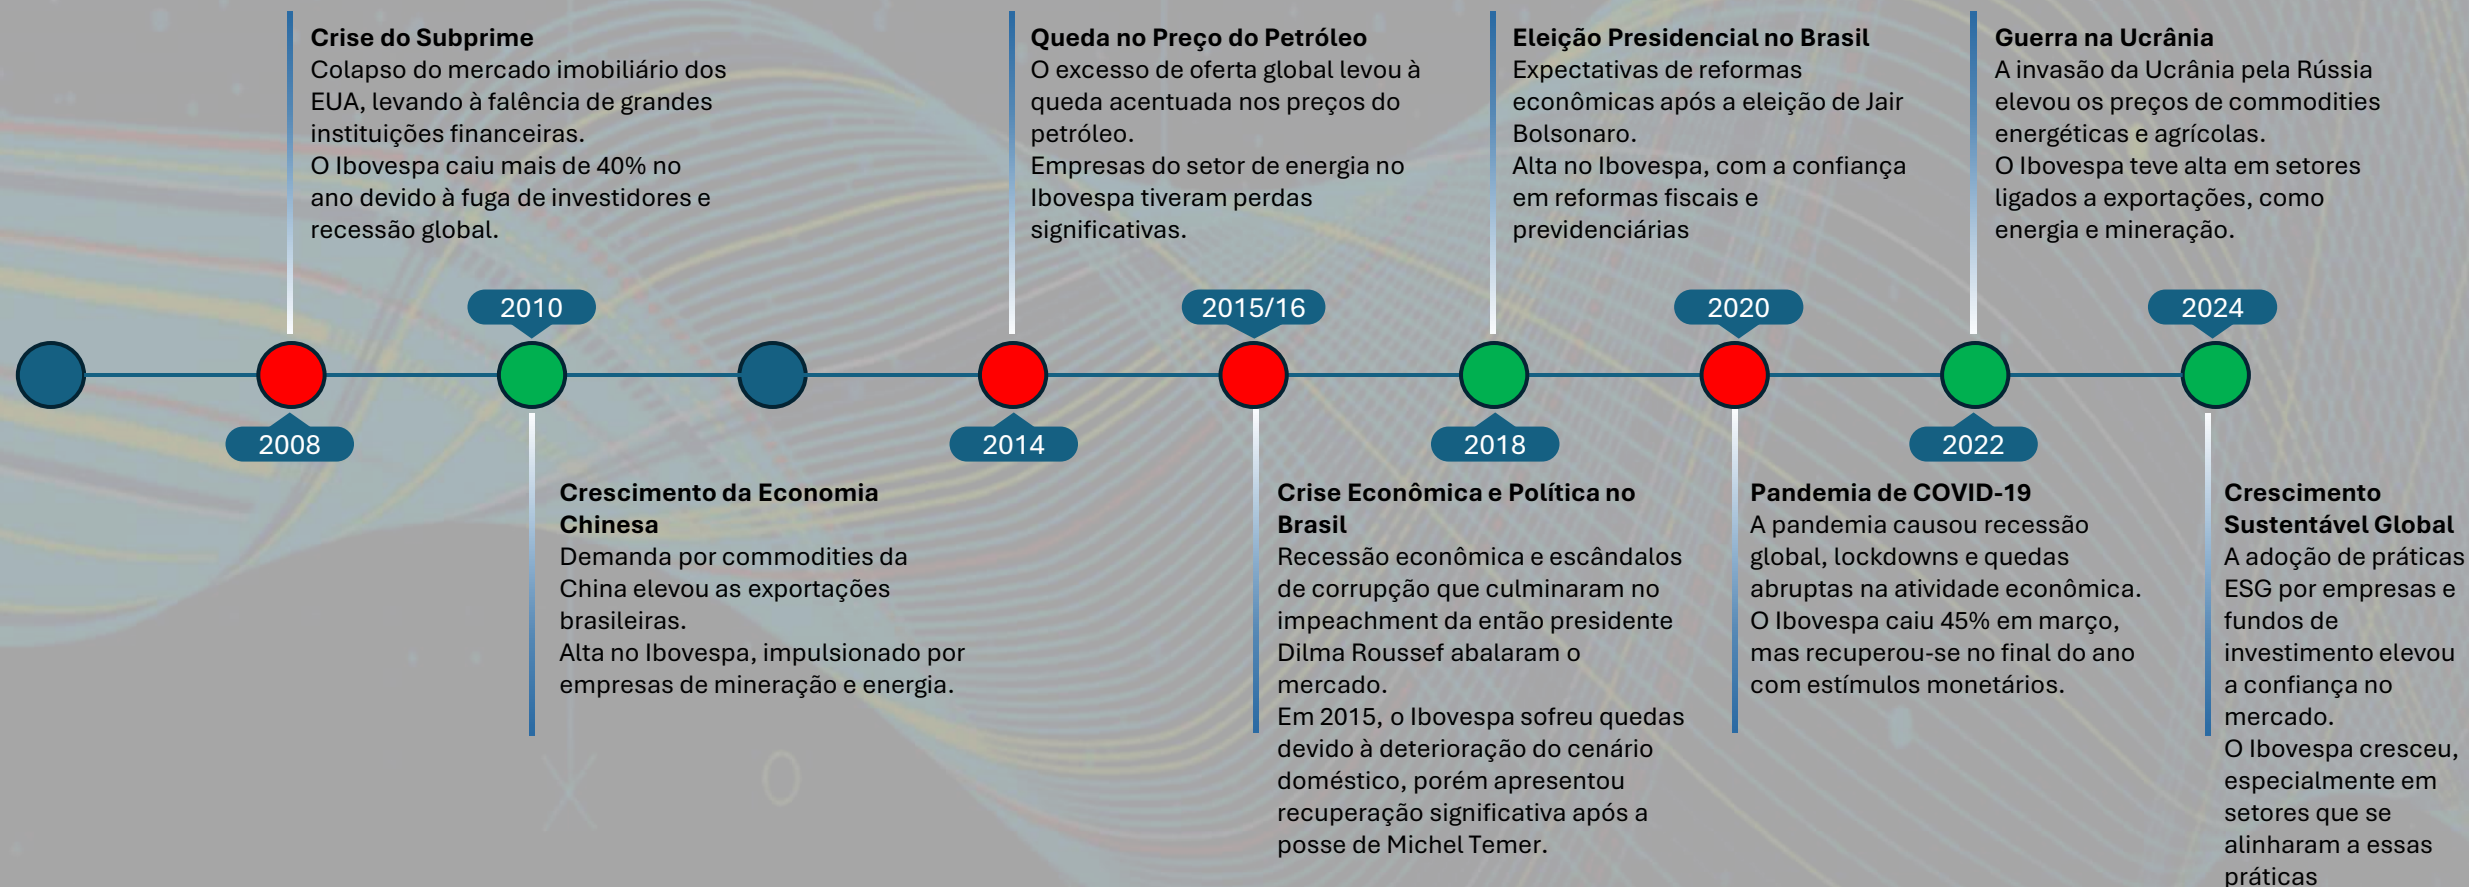 Crise do Subprime
Colapso do mercado imobiliário dos
EUA, levando à falência de grandes
instituições financeiras.
O Ibovespa caiu mais de 40% no
ano devido à fuga de investidores e
recessão global.
2008
2010
Crescimento da Economia
Chinesa
Demanda por commodities da
China elevou as exportações
brasileiras.
Alta no Ibovespa, impulsionado por
empresas de mineração e energia.
Queda no Preço do Petróleo
O excesso de oferta global levou à
queda acentuada nos preços do
petróleo.
Empresas do setor de energia no
Ibovespa tiveram perdas
significativas.
2014
2015/16
Crise Econômica e Política no
Brasil
Recessão econômica e escândalos
de corrupção que culminaram no
impeachment da então presidente
Dilma Roussef abalaram o
mercado.
Em 2015, o Ibovespa sofreu quedas
devido à deterioração do cenário
doméstico, porém apresentou
recuperação significativa após a
posse de Michel Temer.
Eleição Presidencial no Brasil
Expectativas de reformas
econômicas após a eleição de Jair
Bolsonaro.
Alta no Ibovespa, com a confiança
em reformas fiscais e
previdenciárias
2018
2020
Pandemia de COVID-19
A pandemia causou recessão
global, lockdowns e quedas
abruptas na atividade econômica.
O Ibovespa caiu 45% em março,
mas recuperou-se no final do ano
com estímulos monetários.
Guerra na Ucrânia
A invasão da Ucrânia pela Rússia
elevou os preços de commodities
energéticas e agrícolas.
O Ibovespa teve alta em setores
ligados a exportações, como
energia e mineração.
2022
2024
Crescimento
Sustentável Global
A adoção de práticas
ESG por empresas e
fundos de
investimento elevou
a confiança no
mercado.
O Ibovespa cresceu,
especialmente em
setores que se
alinharam a essas
práticas